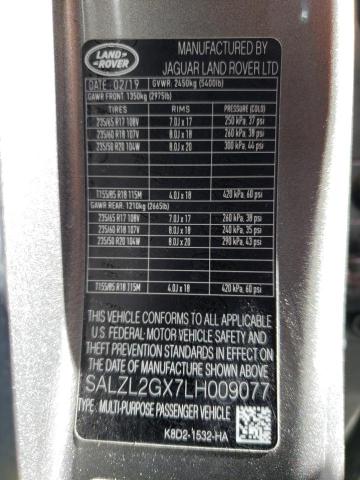 LAND ROVER
MANUFACTURED BY
JAGUAR LAND ROVER LTD
DATE: 02/19 GVWR: 2450kg (5400lb)
GAWR FRONT: 1350kg (2975lb)
TIRES RIMS PRESSURE (COLD)
235/65 R17 108V 7.0J x 17 250 kPa, 37 psi
235/60 R18 107V 8.0J x 18 260 kPa, 38 psi
235/50 R20 104W 8.0J x 20 300 kPa, 44 psi
T155/85 R18 115M 4.0J x 18 420 kPa, 60 psi
GAWR REAR: 1210kg (2665lb)
235/65 R17 108V 7.0J x 17 260 kPa, 38 psi
235/60 R18 107V 8.0J x 18 240 kPa, 35 psi
235/50 R20 104W 8.0J x 20 290 kPa, 43 psi
T155/85 R18 115M 4.0J x 18 420 kPa, 60 psi
THIS VEHICLE CONFORMS TO ALL APPLICABLE
U.S. FEDERAL-MOTOR VEHICLE SAFETY AND
THEFT PREVENTION STANDARDS IN EFFECT ON
THE DATE OF MANUFACTURE SHOWN ABOVE.
SALZL2GX7LH009077
TYPE: MULTI-PURPOSE PASSENGER VEHICLE
K8D2-1532-HA